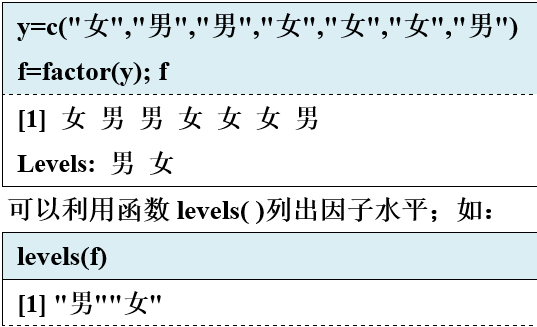 y=c("女","男","男","女","女","女","男")
f=factor(y); f
[1] 女 男 男 女 女 女 男
Levels: 男 女
可以利用函数 levels( )列出因子水平；如：
levels(f)
[1] "男""女"